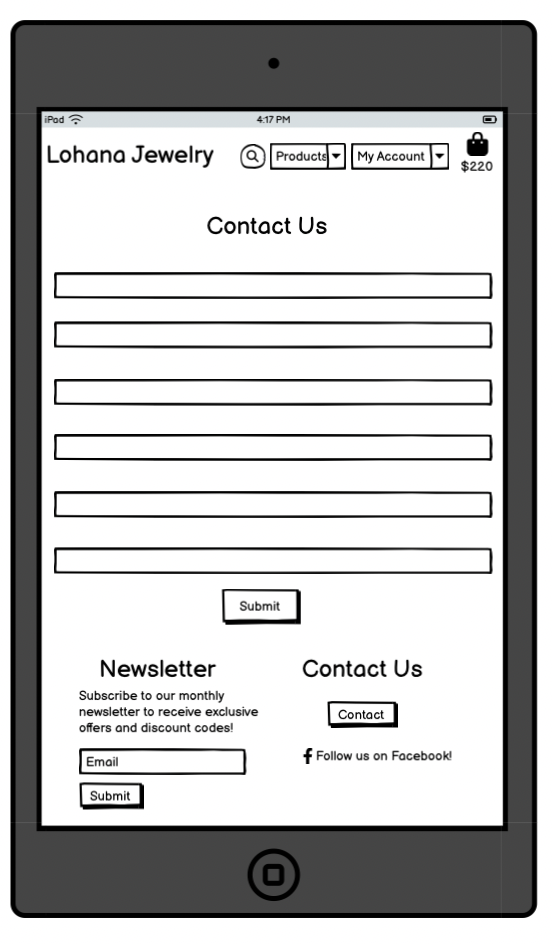 iPad 4:17 PM
Lohana Jewelry Products My Account
$220
Contact Us
Submit
Newsletter Contact Us
Subscribe to our monthly
newsletter to receive exclusive
offers and discount codes!
Contact
Email
f Follow us on Facebook!
Submit